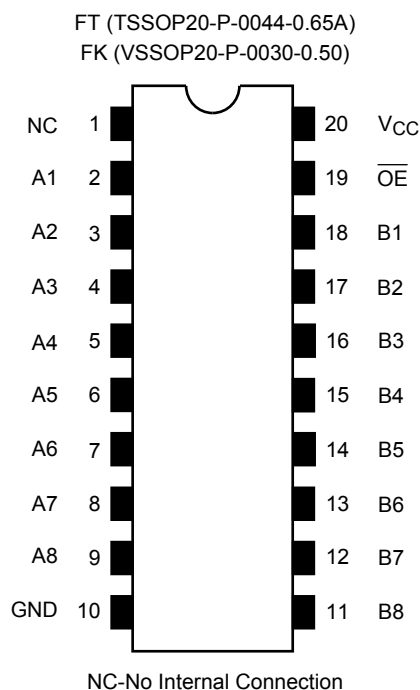 FT (TSSOP20-P-0044-0.65A)
FK (VSSOP20-P-0030-0.50)
NC 1 20 VCC
A1 2 19 O̅E̅
A2 3 18 B1
A3 4 17 B2
A4 5 16 B3
A5 6 15 B4
A6 7 14 B5
A7 8 13 B6
A8 9 12 B7
GND 10 11 B8
NC-No Internal Connection